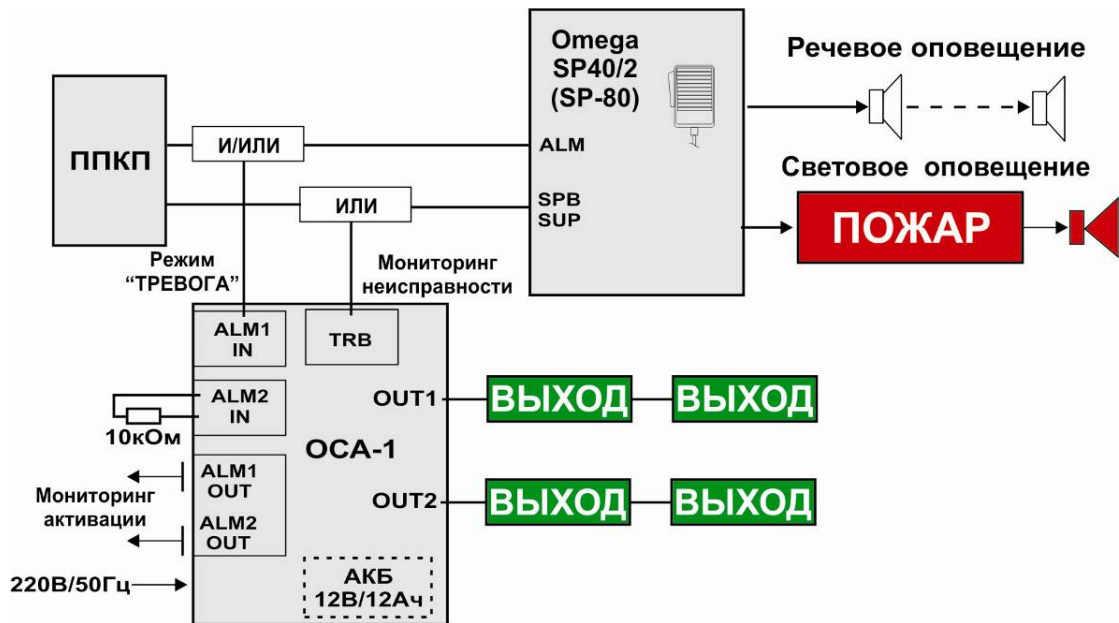 Omega
SP40/2
(SP-80)
Речевое оповещение
ППКП
И/ИЛИ
ALM
Световое оповещение
ИЛИ
SPB
SUP
ПОЖАР
Режим
“ТРЕВОГА”
Мониторинг
неисправности
ALM1
IN
TRB
ALM2
IN
10кОм
OUT1
ВЫХОД ВЫХОД
ОСА-1
ALM1
OUT
Мониторинг
активации
ALM2
OUT
OUT2
ВЫХОД ВЫХОД
220В/50Гц
АКБ
12В/12Ач